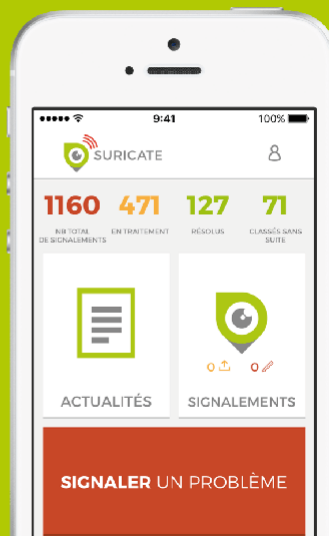 9:41
100%
SURICATE
1160 471 127 71
NB TOTAL DE SIGNALEMENTS
EN TRAITEMENT
RÉSOLUS
CLASSÉS SANS SUITE
ACTUALITÉS
0 0
SIGNALEMENTS
SIGNALER UN PROBLÈME